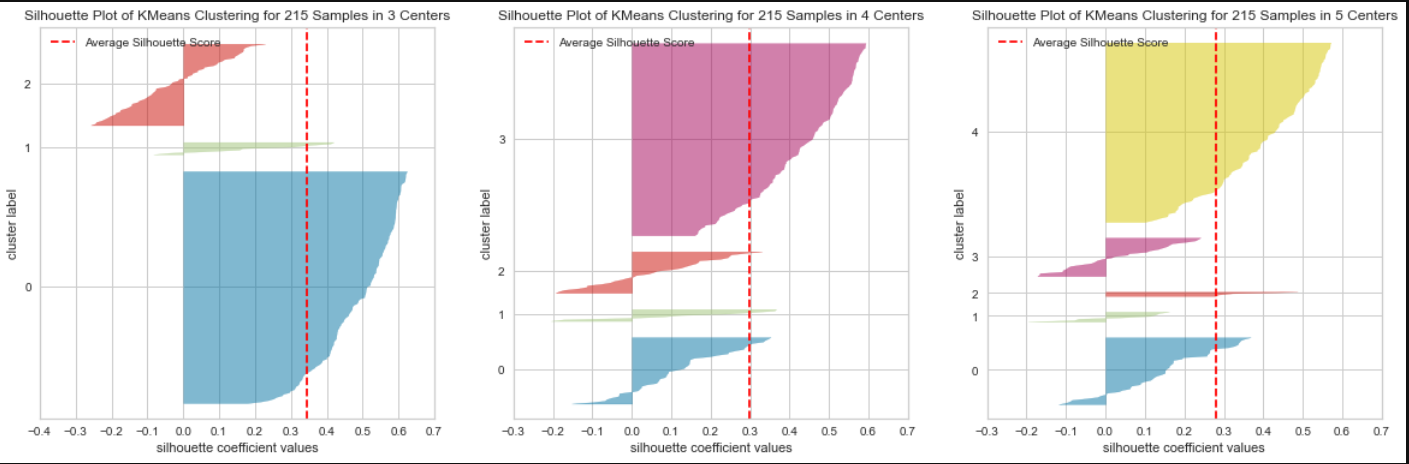 Silhouette Plot of KMeans Clustering for 215 Samples in 3 Centers
Average Silhouette Score
cluster label
2
1
0
−0.4 −0.3 −0.2 −0.1 0.0 0.1 0.2 0.3 0.4 0.5 0.6 0.7
silhouette coefficient values
Silhouette Plot of KMeans Clustering for 215 Samples in 4 Centers
Average Silhouette Score
3
2
1
0
−0.3 −0.2 −0.1 0.0 0.1 0.2 0.3 0.4 0.5 0.6 0.7
cluster label
silhouette coefficient values
Silhouette Plot of KMeans Clustering for 215 Samples in 5 Centers
Average Silhouette Score
cluster label
4
3
2
1
0
−0.3 −0.2 −0.1 0.0 0.1 0.2 0.3 0.4 0.5 0.6 0.7
silhouette coefficient values